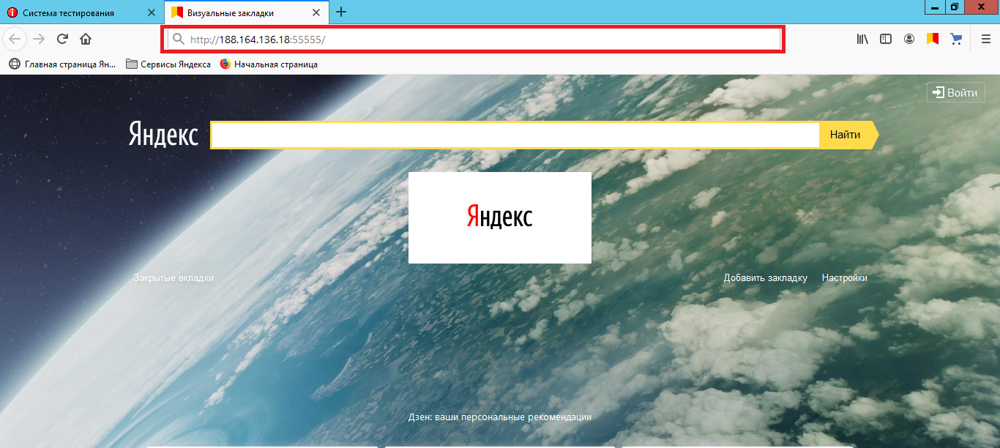 Система тестирования
Визуальные закладки
http://188.164.136.18:55555/
Главная страница Ян...
Сервисы Яндекса
Начальная страница
Войти
Яндекс
Найти
Яндекс
Закрытые вкладки
Добавить закладку
Настройки
Дзен: ваши персональные рекомендации